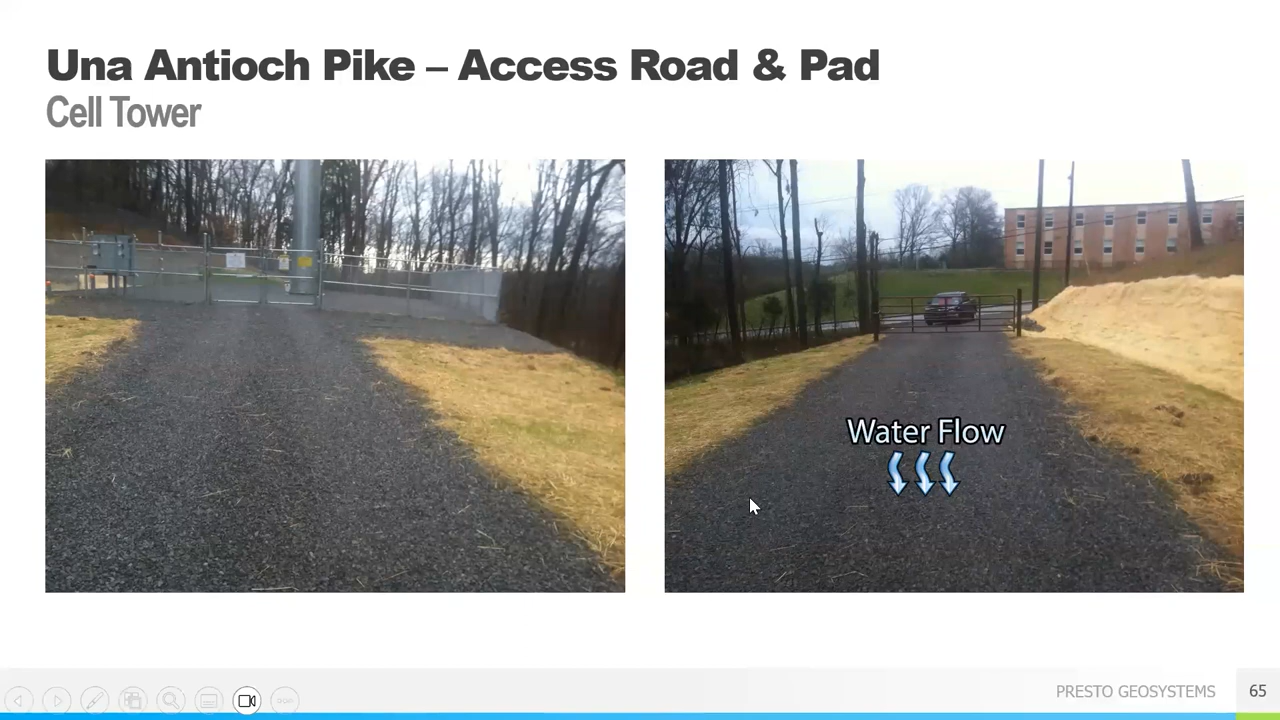 Una Antioch Pike – Access Road & Pad
Cell Tower
Water Flow
PRESTO GEOSYSTEMS
65